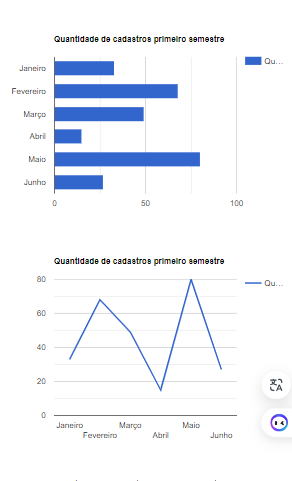 Quantidade de cadastros primeiro semestre
Janeiro
Qu...
Fevereiro
Março
Abril
Maio
Junho
0 50 100
Quantidade de cadastros primeiro semestre
80
Qu...
60
40
20
0
Janeiro Março Maio
Fevereiro Abril Junho